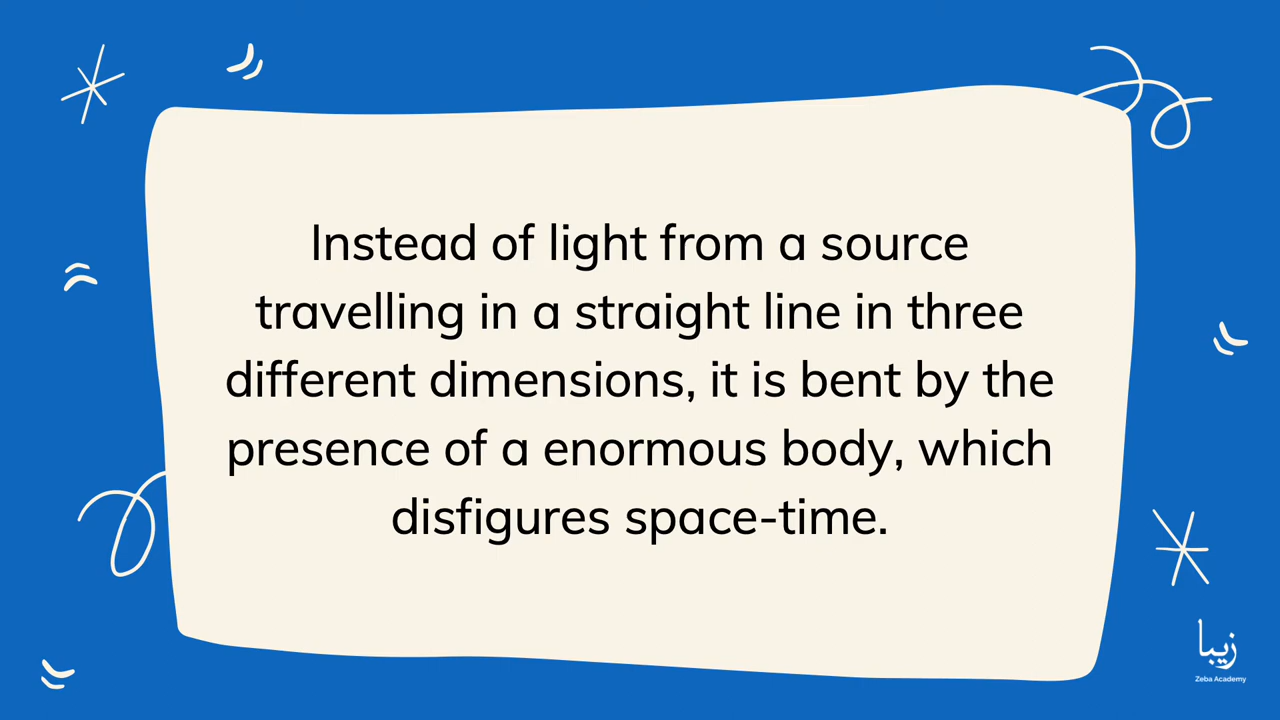 Instead of light from a source
travelling in a straight line in three
different dimensions, it is bent by the
presence of a enormous body, which
disfigures space-time.
زيبا
Zeba Academy